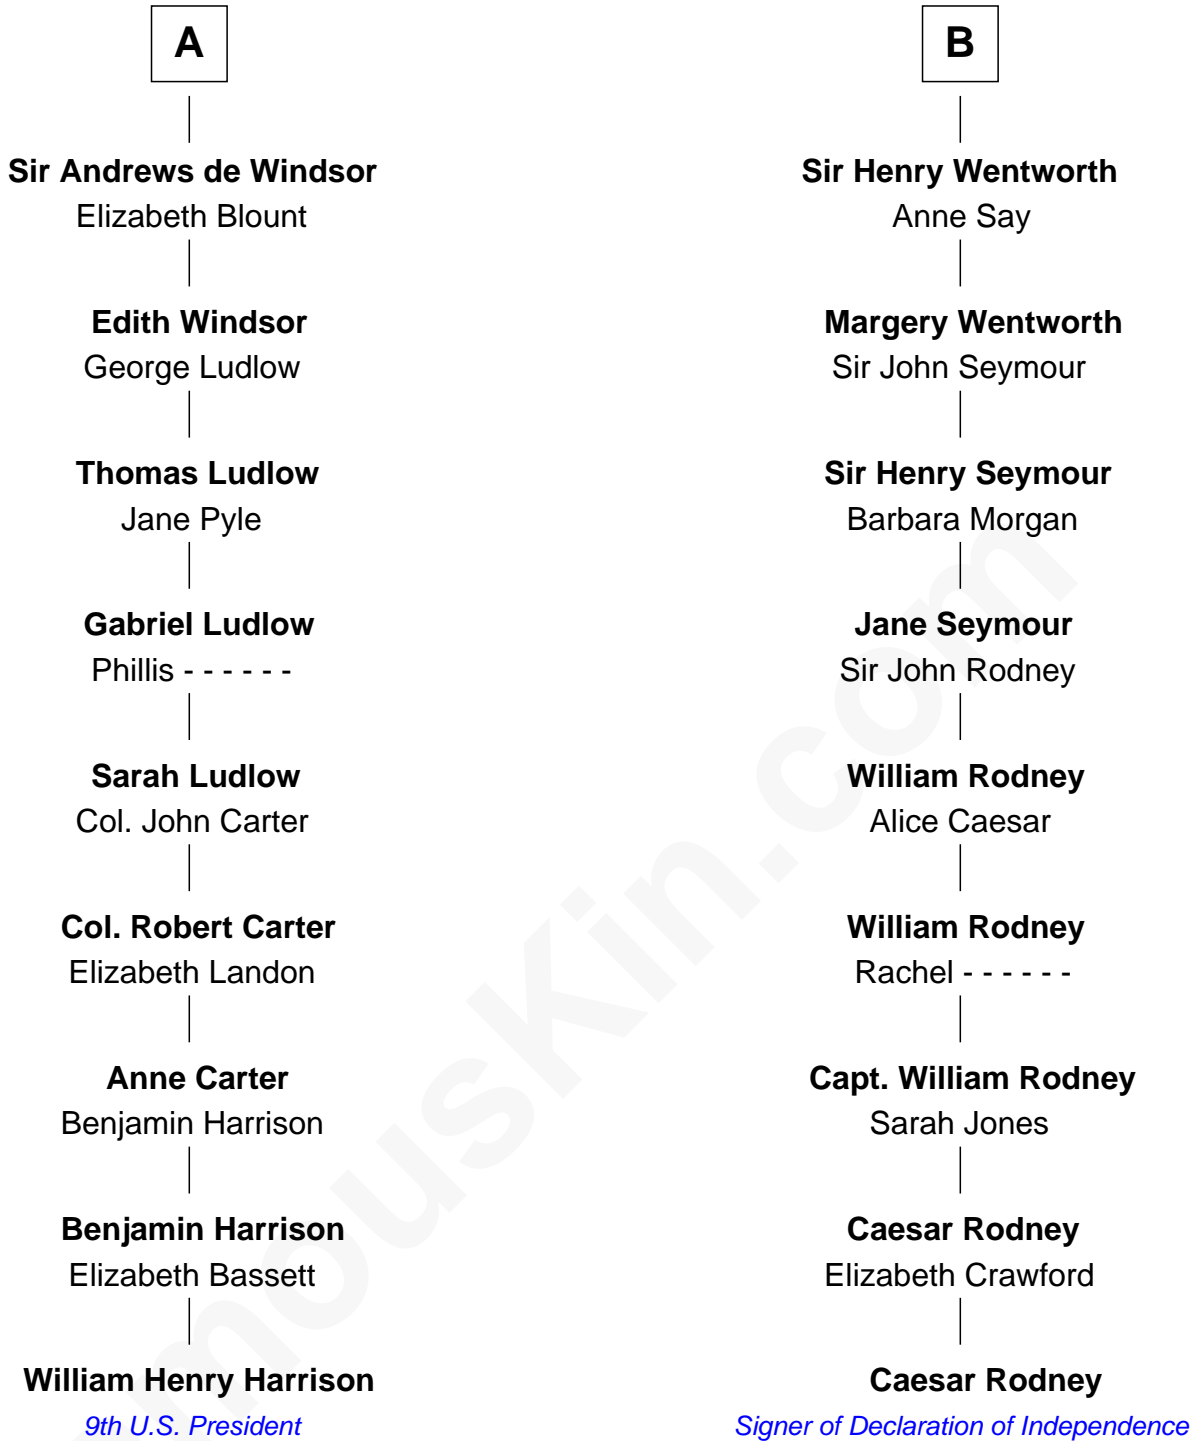 A
Sir Andrews de Windsor
Elizabeth Blount
Edith Windsor
George Ludlow
Thomas Ludlow
Jane Pyle
Gabriel Ludlow
Phillis - - - - - -
Sarah Ludlow
Col. John Carter
Col. Robert Carter
Elizabeth Landon
Anne Carter
Benjamin Harrison
Benjamin Harrison
Elizabeth Bassett
William Henry Harrison
9th U.S. President
B
Sir Henry Wentworth
Anne Say
Margery Wentworth
Sir John Seymour
Sir Henry Seymour
Barbara Morgan
Jane Seymour
Sir John Rodney
William Rodney
Alice Caesar
William Rodney
Rachel - - - - - -
Capt. William Rodney
Sarah Jones
Caesar Rodney
Elizabeth Crawford
Caesar Rodney
Signer of Declaration of Independence
mouskin.com